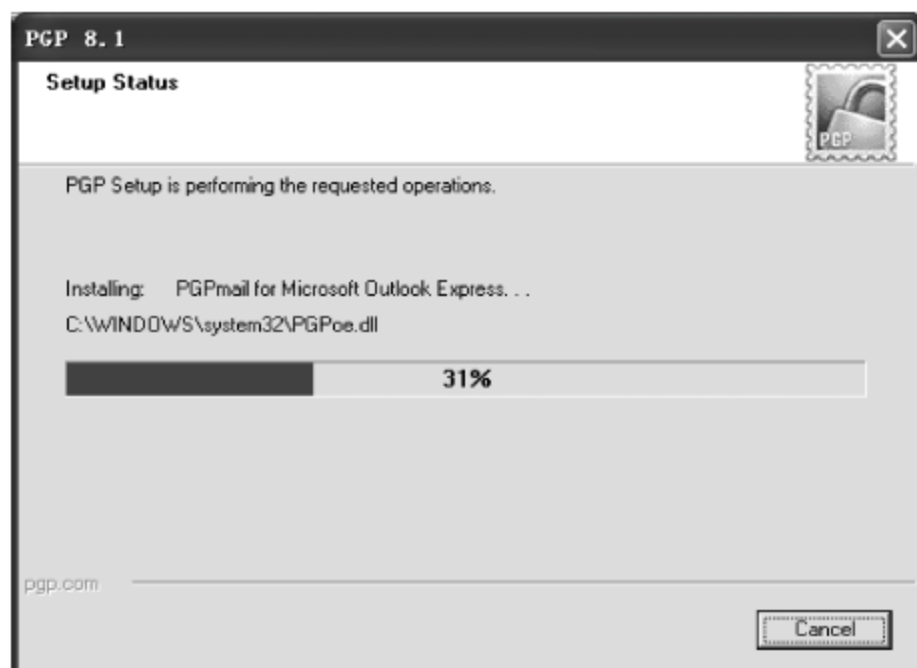 PGP 8.1
Setup Status
PGP
PGP Setup is performing the requested operations.
Installing: PGPmail for Microsoft Outlook Express. . .
C:\WINDOWS\system32\PGPoe.dll
31%
pgp.com
Cancel